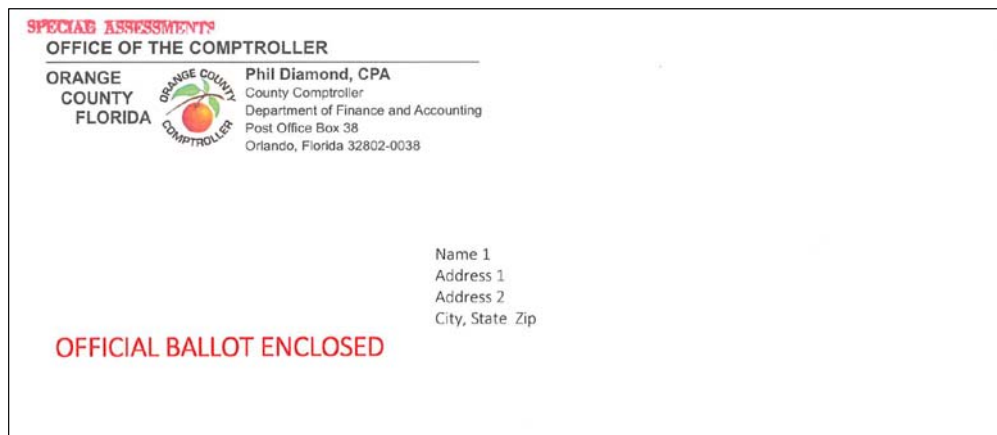 SPECIAL ASSESSMENTS
OFFICE OF THE COMPTROLLER
ORANGE
COUNTY
FLORIDA
ORANGE COUNTY
COMPTROLLER
Phil Diamond, CPA
County Comptroller
Department of Finance and Accounting
Post Office Box 38
Orlando, Florida 32802-0038
Name 1
Address 1
Address 2
City, State Zip
OFFICIAL BALLOT ENCLOSED